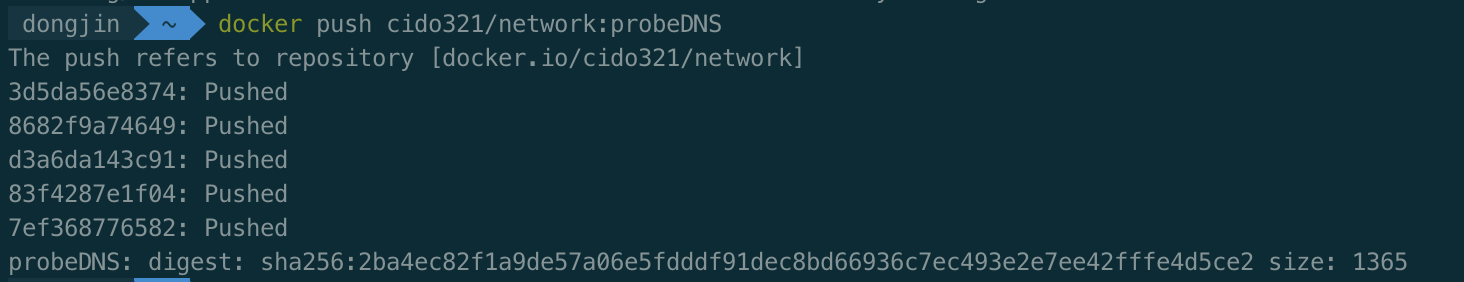 dongjin ~ docker push cido321/network:probeDNS
The push refers to repository [docker.io/cido321/network]
3d5da56e8374: Pushed
8682f9a74649: Pushed
d3a6da143c91: Pushed
83f4287e1f04: Pushed
7ef368776582: Pushed
probeDNS: digest: sha256:2ba4ec82f1a9de57a06e5fdddf91dec8bd66936c7ec493e2e7ee42fffe4d5ce2 size: 1365